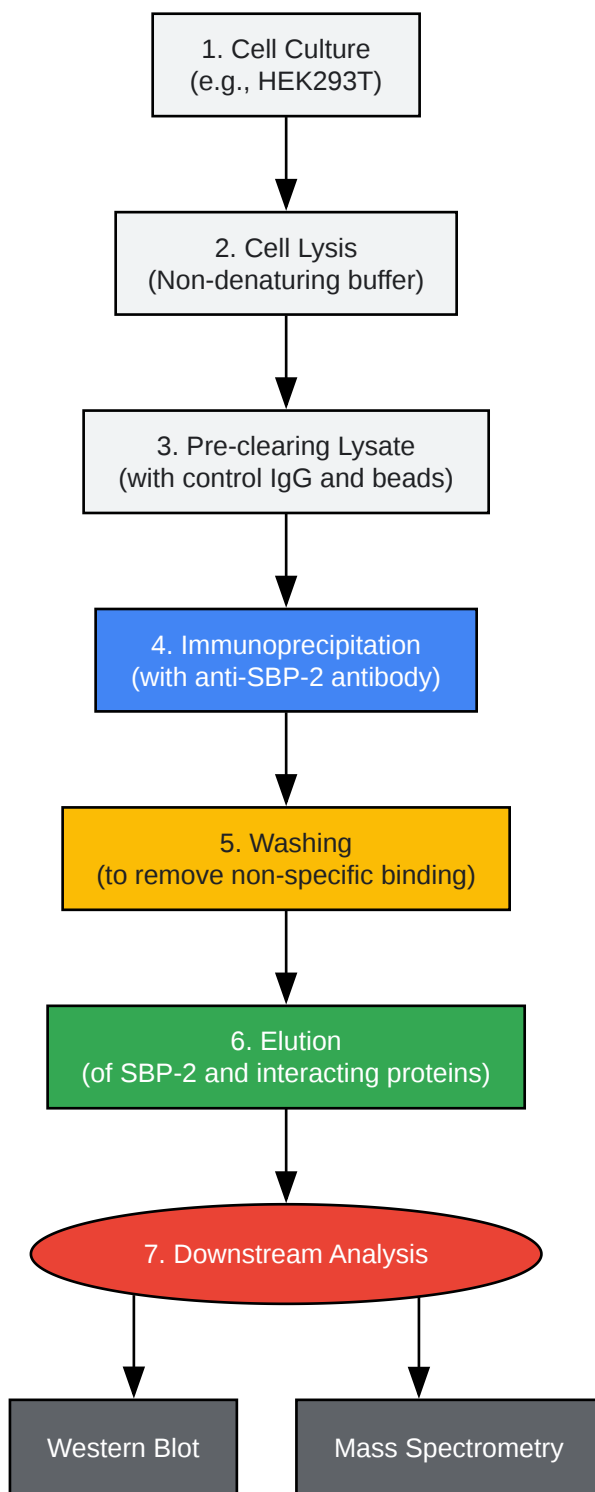 1. Cell Culture
(e.g., HEK293T)
2. Cell Lysis
(Non-denaturing buffer)
3. Pre-clearing Lysate
(with control IgG and beads)
4. Immunoprecipitation
(with anti-SBP-2 antibody)
5. Washing
(to remove non-specific binding)
6. Elution
(of SBP-2 and interacting proteins)
7. Downstream Analysis
Western Blot
Mass Spectrometry